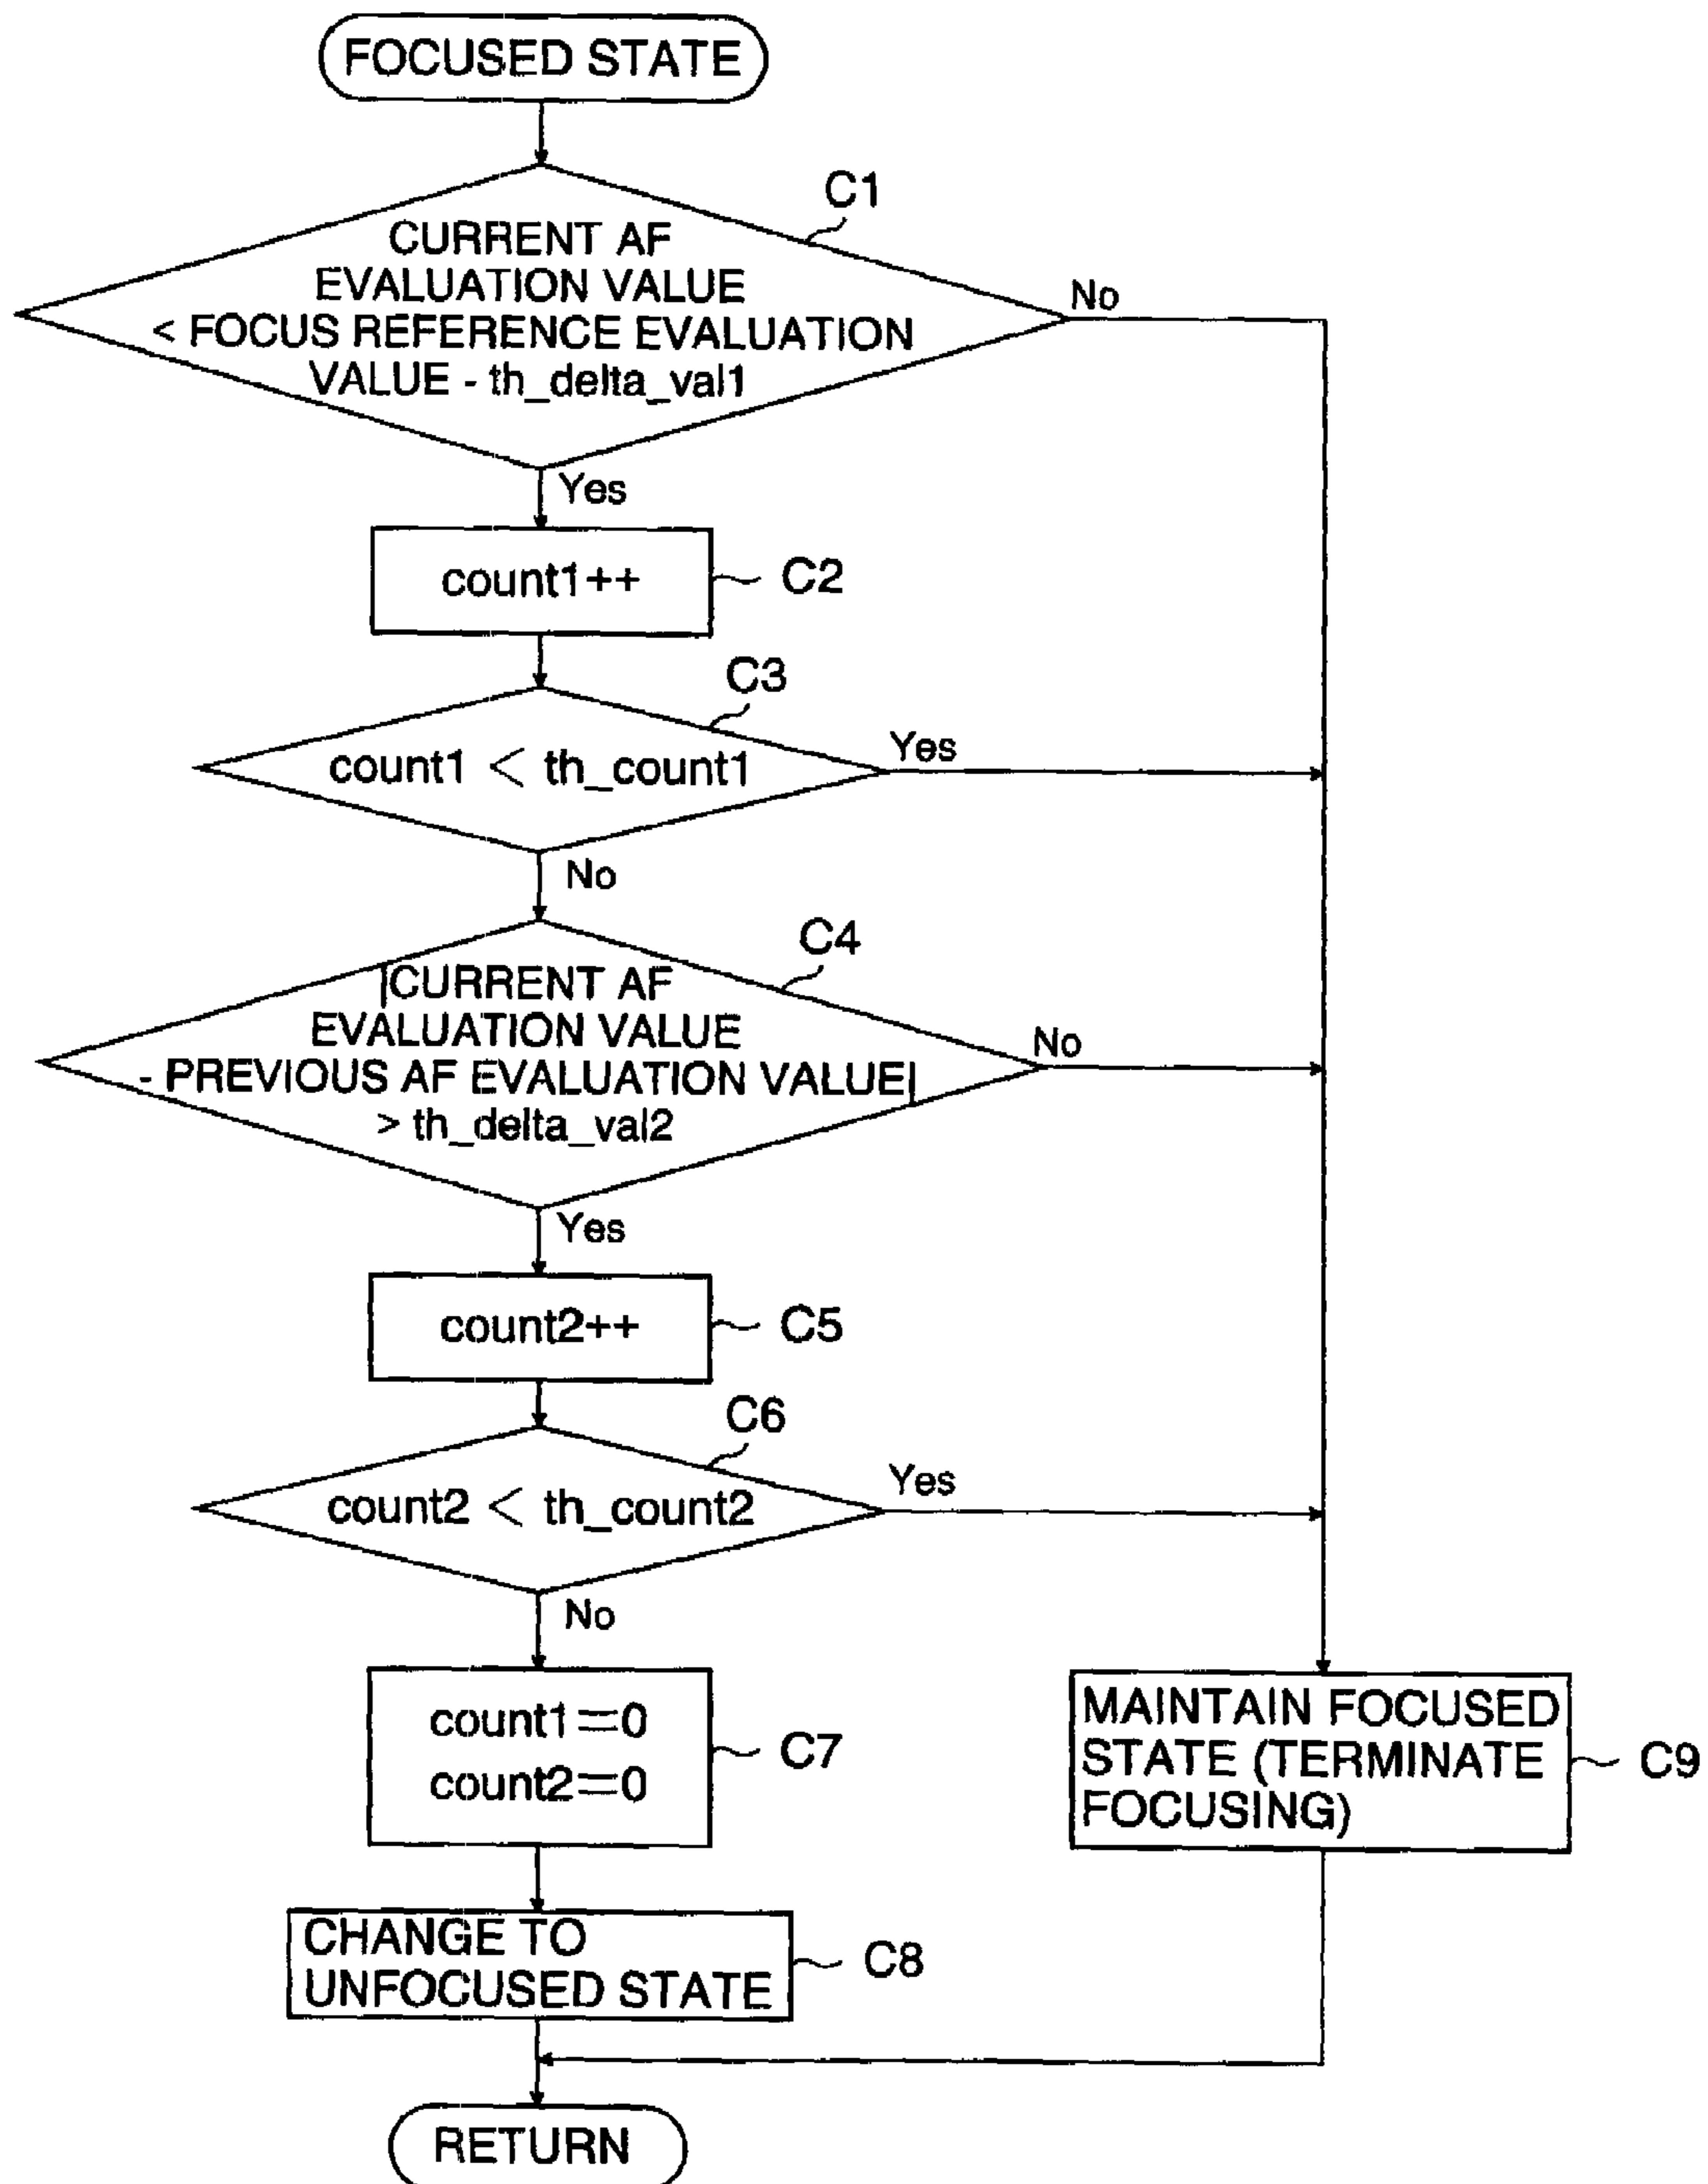 FOCUSED STATE
C1
CURRENT AF
EVALUATION VALUE
< FOCUS REFERENCE EVALUATION
VALUE - th_delta_val1
No
Yes
count1++
C2
C3
count1 < th_count1
Yes
No
C4
|CURRENT AF
EVALUATION VALUE
- PREVIOUS AF EVALUATION VALUE|
> th_delta_val2
No
Yes
count2++
C5
C6
count2 < th_count2
Yes
No
count1=0
count2=0
C7
MAINTAIN FOCUSED
STATE (TERMINATE
FOCUSING)
C9
CHANGE TO
UNFOCUSED STATE
C8
RETURN